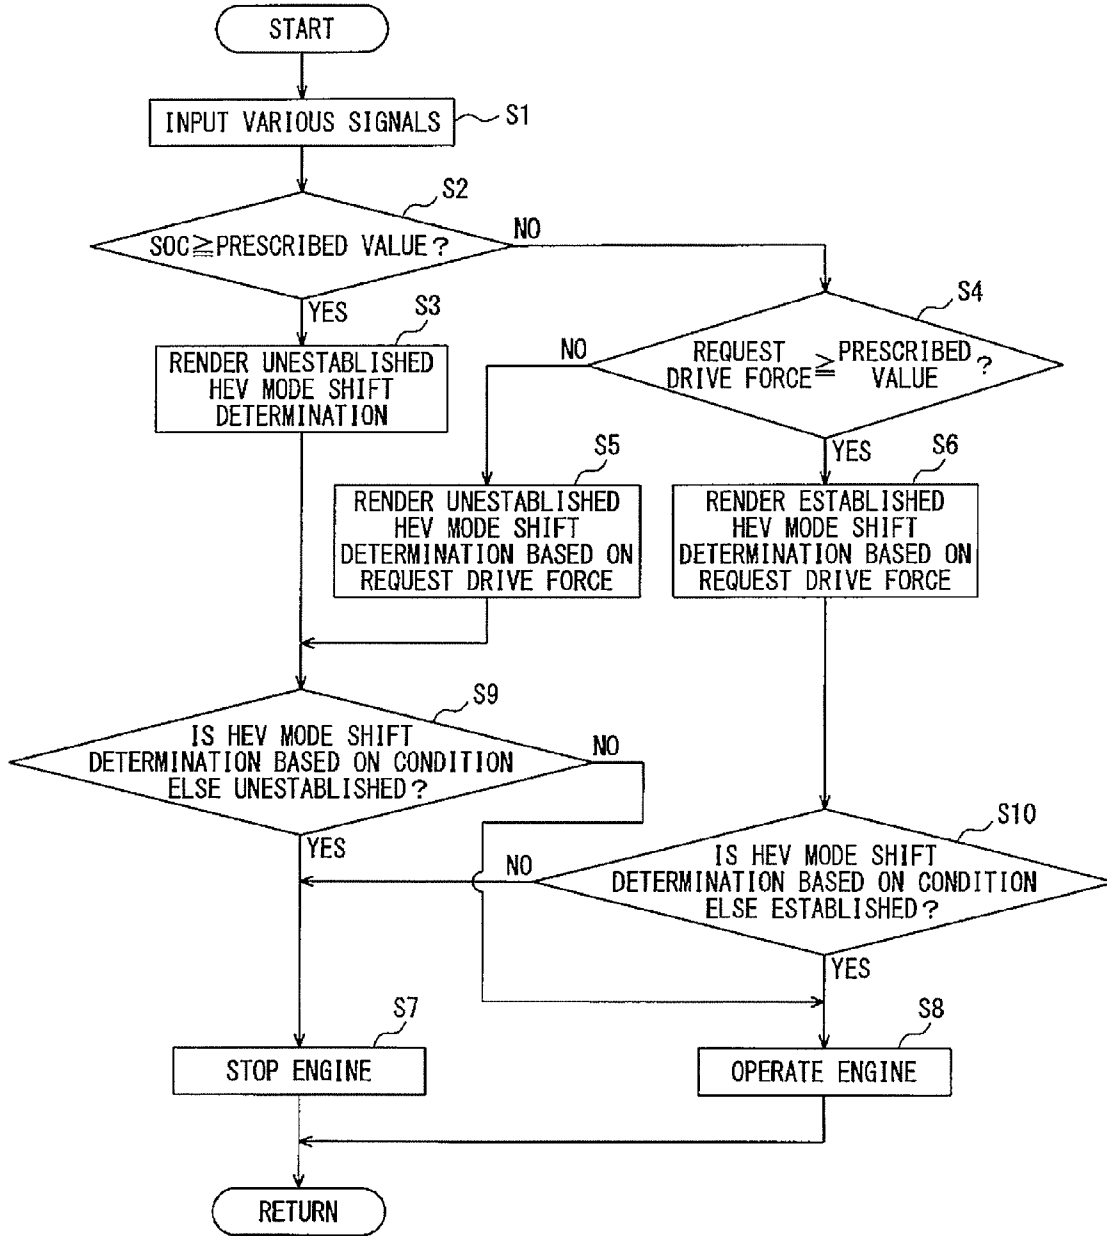 START
INPUT VARIOUS SIGNALS
S1
S2
SOC≧PRESCRIBED VALUE?
NO
YES
S3
RENDER UNESTABLISHED
HEV MODE SHIFT
DETERMINATION
S4
REQUEST
DRIVE FORCE ≧ PRESCRIBED
VALUE ?
NO
YES
S5
RENDER UNESTABLISHED
HEV MODE SHIFT
DETERMINATION BASED ON
REQUEST DRIVE FORCE
S6
RENDER ESTABLISHED
HEV MODE SHIFT
DETERMINATION BASED ON
REQUEST DRIVE FORCE
S9
IS HEV MODE SHIFT
DETERMINATION BASED ON CONDITION
ELSE UNESTABLISHED?
NO
YES
S10
IS HEV MODE SHIFT
DETERMINATION BASED ON CONDITION
ELSE ESTABLISHED?
NO
YES
S7
STOP ENGINE
S8
OPERATE ENGINE
RETURN